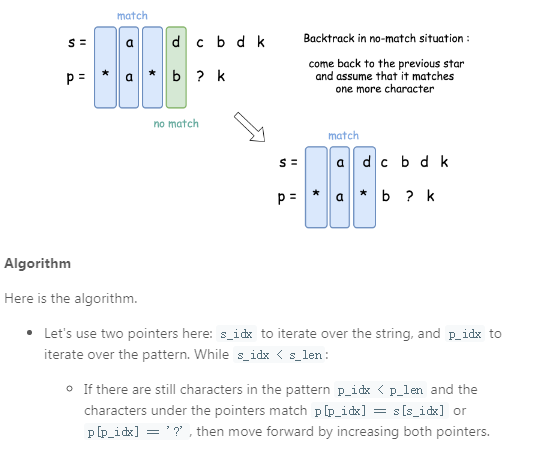 match
s = a d c b d k
p = * a * b ? k
no match
Backtrack in no-match situation :
come back to the previous star
and assume that it matches
one more character
match
s = a d c b d k
p = * a * b ? k
Algorithm
Here is the algorithm.
• Let's use two pointers here: s_idx to iterate over the string, and p_idx to
iterate over the pattern. While s_idx < s_len:
○ If there are still characters in the pattern p_idx < p_len and the
characters under the pointers match p[p_idx] == s[s_idx] or
p[p_idx] == '?', then move forward by increasing both pointers.